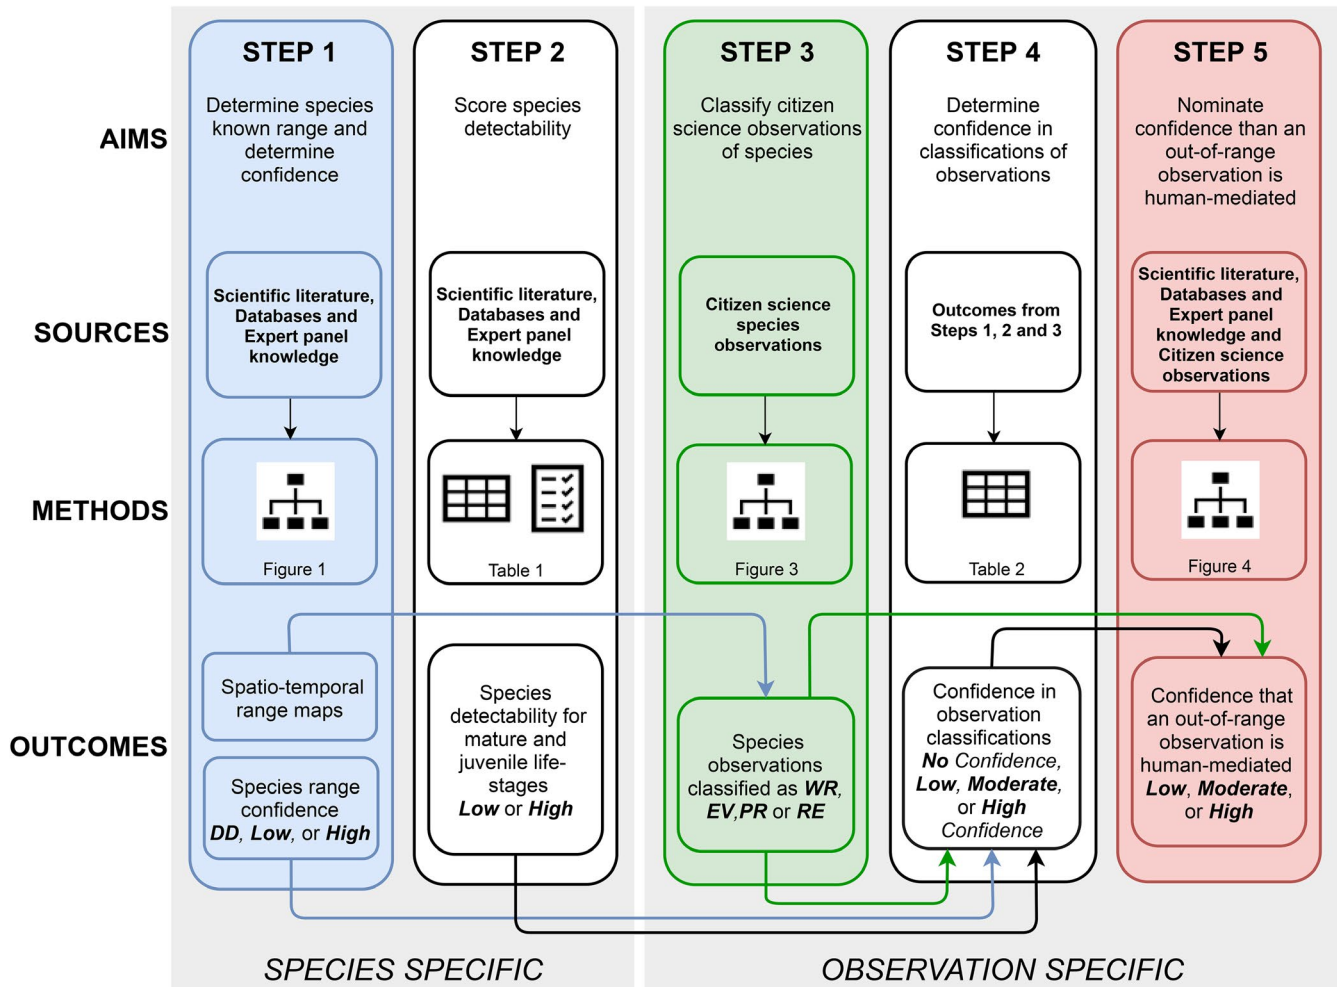 STEP 1
STEP 2
STEP 3
STEP 4
STEP 5
AIMS
Determine species
known range and
determine
confidence
Score species
detectability
Classify citizen
science observations
of species
Determine
confidence in
classifications of
observations
Nominate
confidence than an
out-of-range
observation is
human-mediated
SOURCES
Scientific literature,
Databases and
Expert panel
knowledge
Scientific literature,
Databases and
Expert panel
knowledge
Citizen science
species
observations
Outcomes from
Steps 1, 2 and 3
Scientific literature,
Databases and
Expert panel
knowledge and
Citizen science
observations
METHODS
Figure 1
Table 1
Figure 3
Table 2
Figure 4
OUTCOMES
Spatio-temporal
range maps
Species range
confidence
DD, Low, or High
Species
detectability for
mature and
juvenile life-
stages
Low or High
Species
observations
classified as WR,
EV,PR or RE
Confidence in
observation
classifications
No Confidence,
Low, Moderate,
or High
Confidence
Confidence that
an out-of-range
observation is
human-mediated
Low, Moderate,
or High
SPECIES SPECIFIC
OBSERVATION SPECIFIC